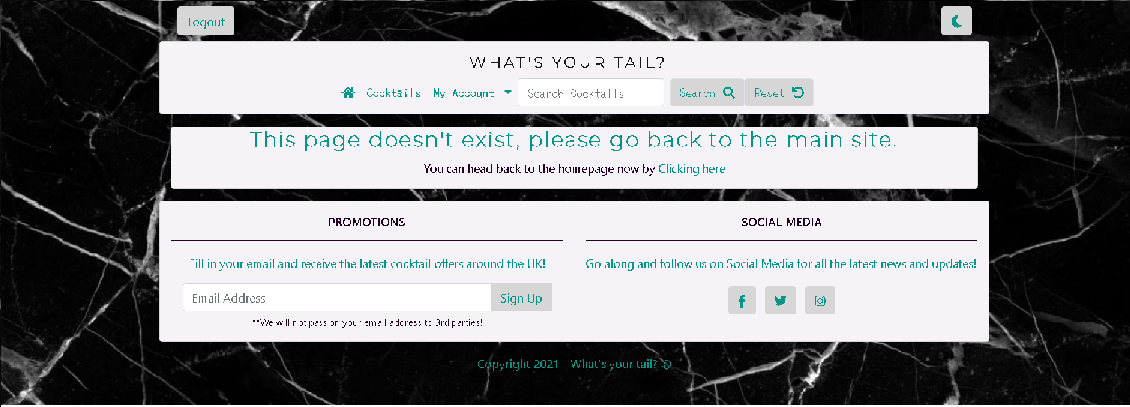 Logout
WHAT'S YOUR TAIL?
Cocktails My Account Search Cocktails Search Reset
This page doesn't exist, please go back to the main site.
You can head back to the homepage now by Clicking here
PROMOTIONS
Fill in your email and receive the latest cocktail offers around the UK!
Email Address Sign Up
**We will not pass on your email address to 3rd parties!
SOCIAL MEDIA
Go along and follow us on Social Media for all the latest news and updates!
Copyright 2021 What's your tail? ©